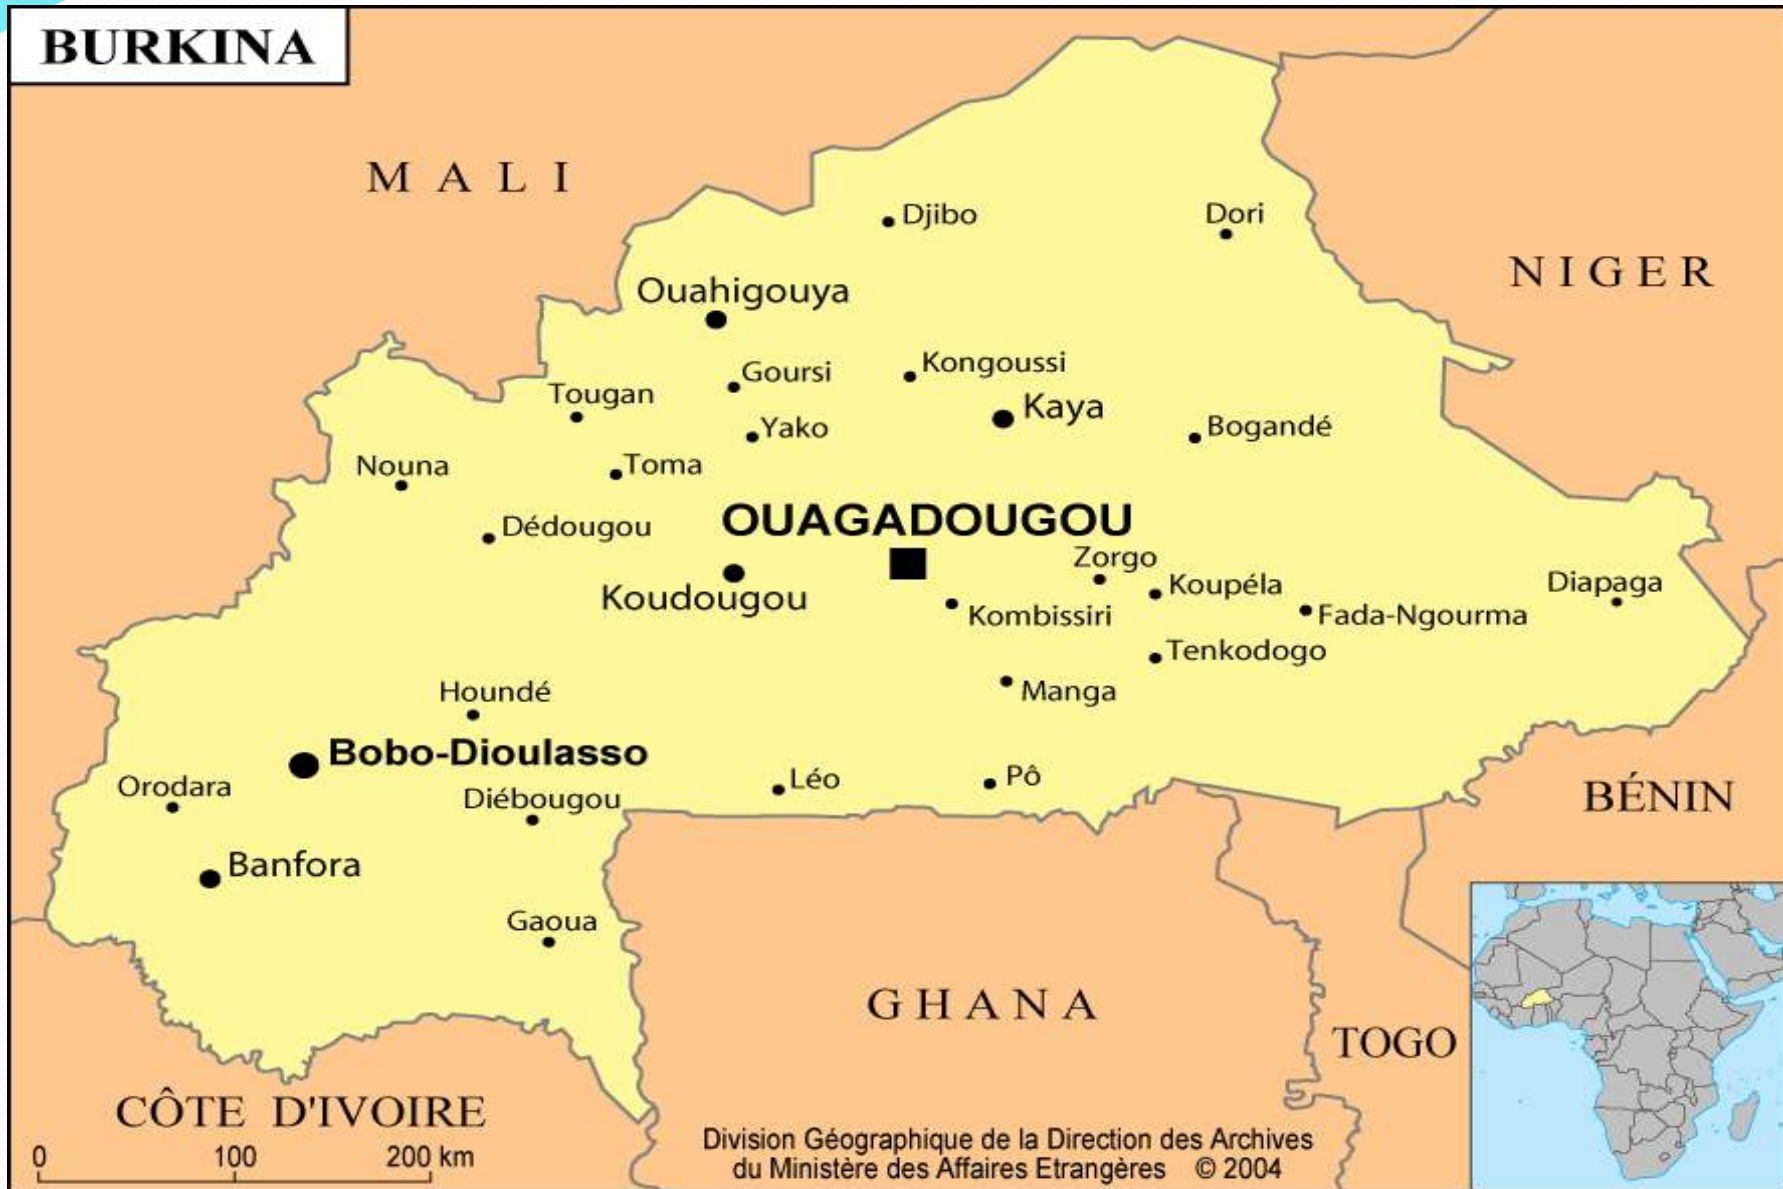 BURKINA
MALI
Djibo
Dori
NIGER
Ouahigouya
Goursi
Kongoussi
Tougan
Kaya
Yako
Bogandé
Nouna
Toma
OUAGADOUGOU
Dédougou
Zorgo
Koupéla
Diapaga
Koudougou
Kombissiri
Fada-Ngourma
Tenkodogo
Houndé
Manga
Bobo-Dioulasso
Orodara
Diébougou
Léo
Pô
BÉNIN
Banfora
Gaoua
GHANA
TOGO
CÔTE D'IVOIRE
0 100 200 km
Division Géographique de la Direction des Archives
du Ministère des Affaires Etrangères © 2004